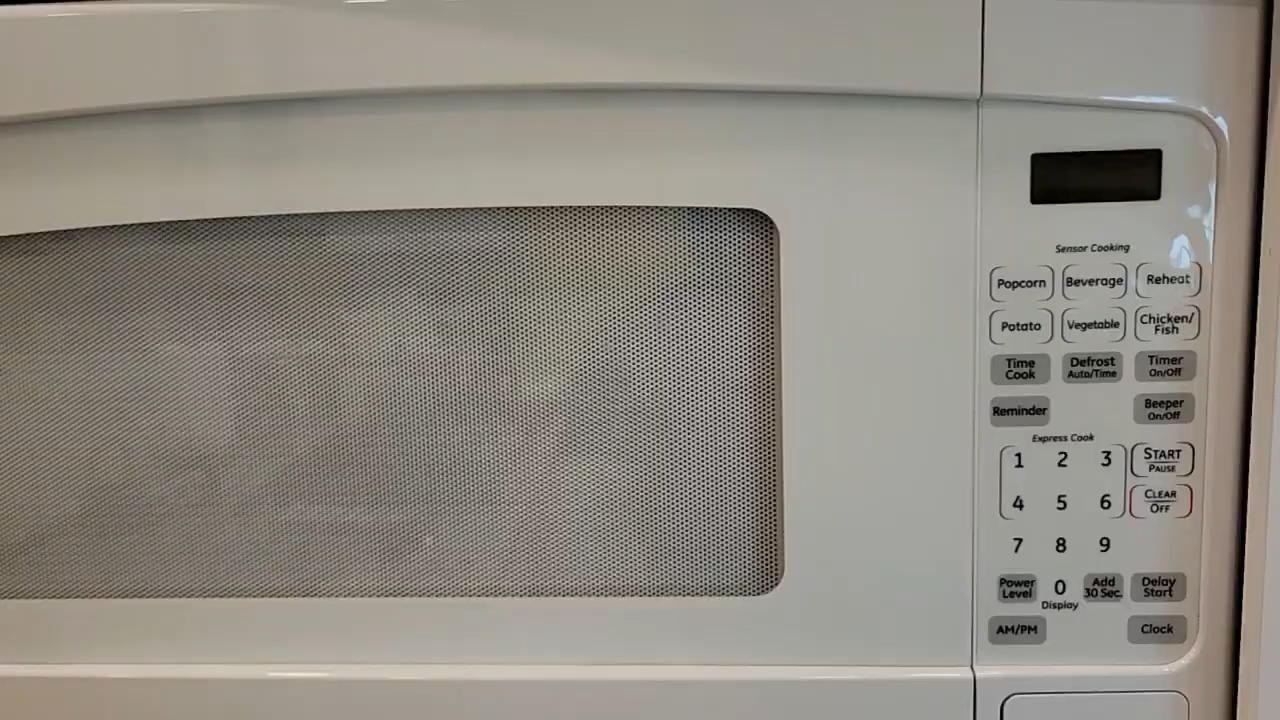 Sensor Cooking
Popcorn Beverage Reheat
Potato Vegetable Chicken/
Fish
Time
Cook
Defrost
Auto/Time
Timer
On/Off
Reminder
Beeper
On/Off
Express Cook
1 2 3
START
PAUSE
4 5 6
CLEAR
OFF
7 8 9
Power
Level
0
Display
Add
30 Sec.
Delay
Start
AM/PM
Clock